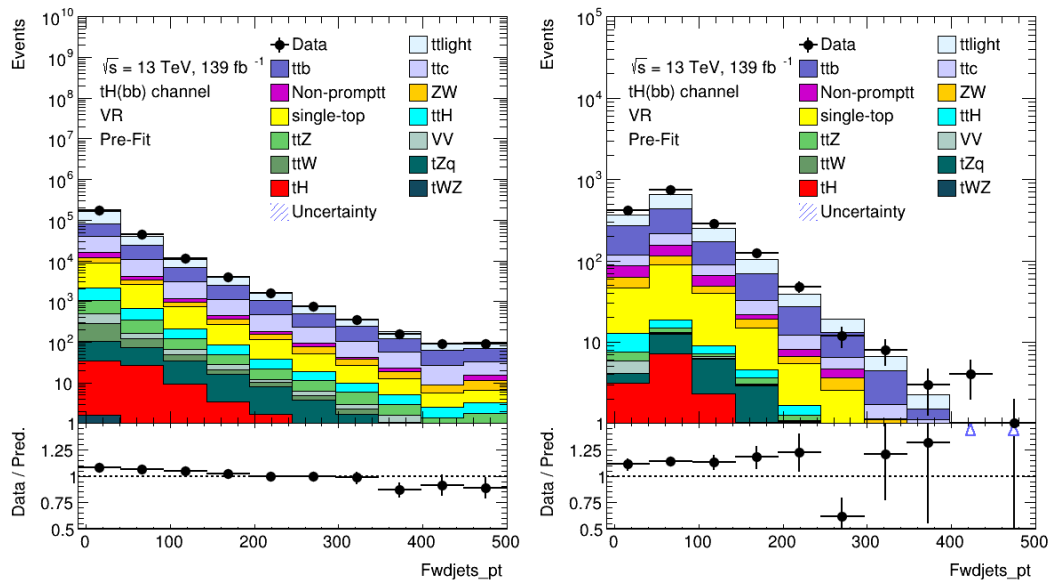 Events
10^10
10^9
10^8
10^7
10^6
10^5
10^4
10^3
10^2
10
1
√s = 13 TeV, 139 fb^-1
tH(bb) channel
VR
Pre-Fit
Data
ttlight
ttb
ttc
Non-promptt
ZW
single-top
ttH
ttZ
VV
ttW
tZq
tH
tWZ
Uncertainty
Data / Pred.
1.25
1
0.75
0.5
0 100 200 300 400 500
Fwdjets_pt
Events
10^5
10^4
10^3
10^2
10
1
√s = 13 TeV, 139 fb^-1
tH(bb) channel
VR
Pre-Fit
Data
ttlight
ttb
ttc
Non-promptt
ZW
single-top
ttH
ttZ
VV
ttW
tZq
tH
tWZ
Uncertainty
Data / Pred.
1.25
1
0.75
0.5
0 100 200 300 400 500
Fwdjets_pt